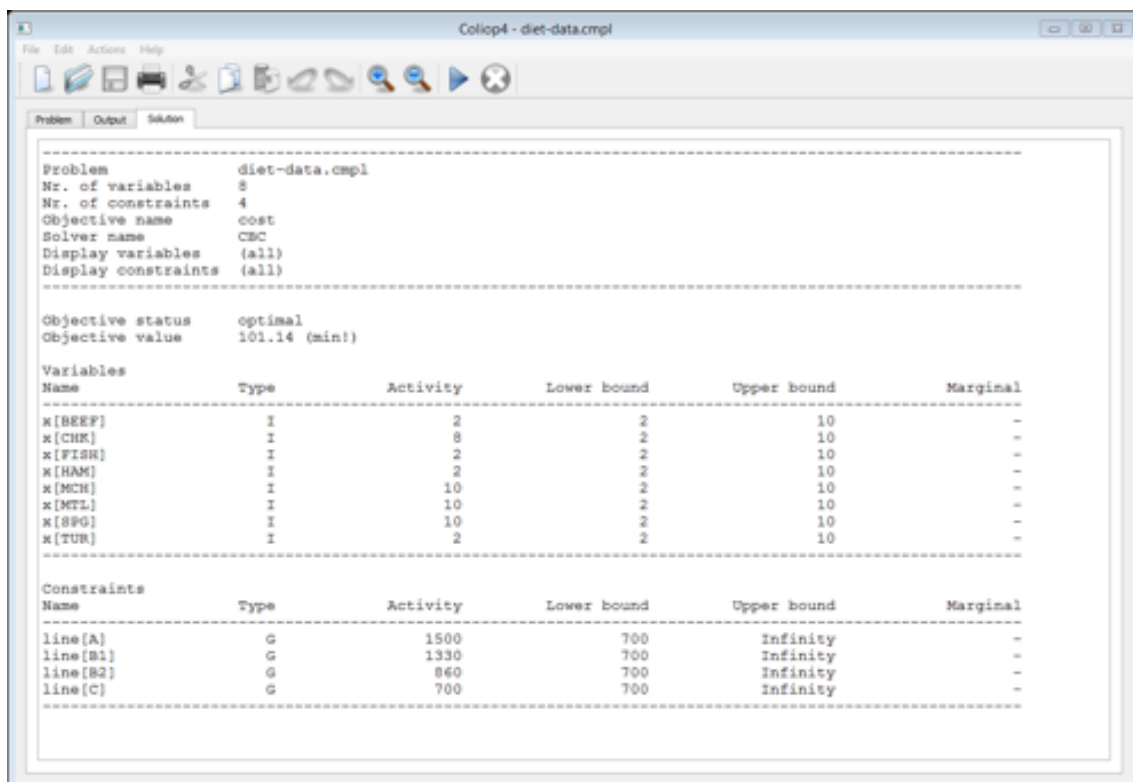 Coliop4 - diet-data.cmpl
File Edit Actions Help
Problem Output Solution
Problem diet-data.cmpl
Nr. of variables 8
Nr. of constraints 4
Objective name cost
Solver name CBC
Display variables (all)
Display constraints (all)
Objective status optimal
Objective value 101.14 (min!)
Variables
Name Type Activity Lower bound Upper bound Marginal
x[BEEF] I 2 2 10 -
x[CHK] I 8 2 10 -
x[FISH] I 2 2 10 -
x[HAM] I 2 2 10 -
x[MCH] I 10 2 10 -
x[MTL] I 10 2 10 -
x[SPG] I 10 2 10 -
x[TUR] I 2 2 10 -
Constraints
Name Type Activity Lower bound Upper bound Marginal
line[A] G 1500 700 Infinity -
line[B1] G 1330 700 Infinity -
line[B2] G 860 700 Infinity -
line[C] G 700 700 Infinity -